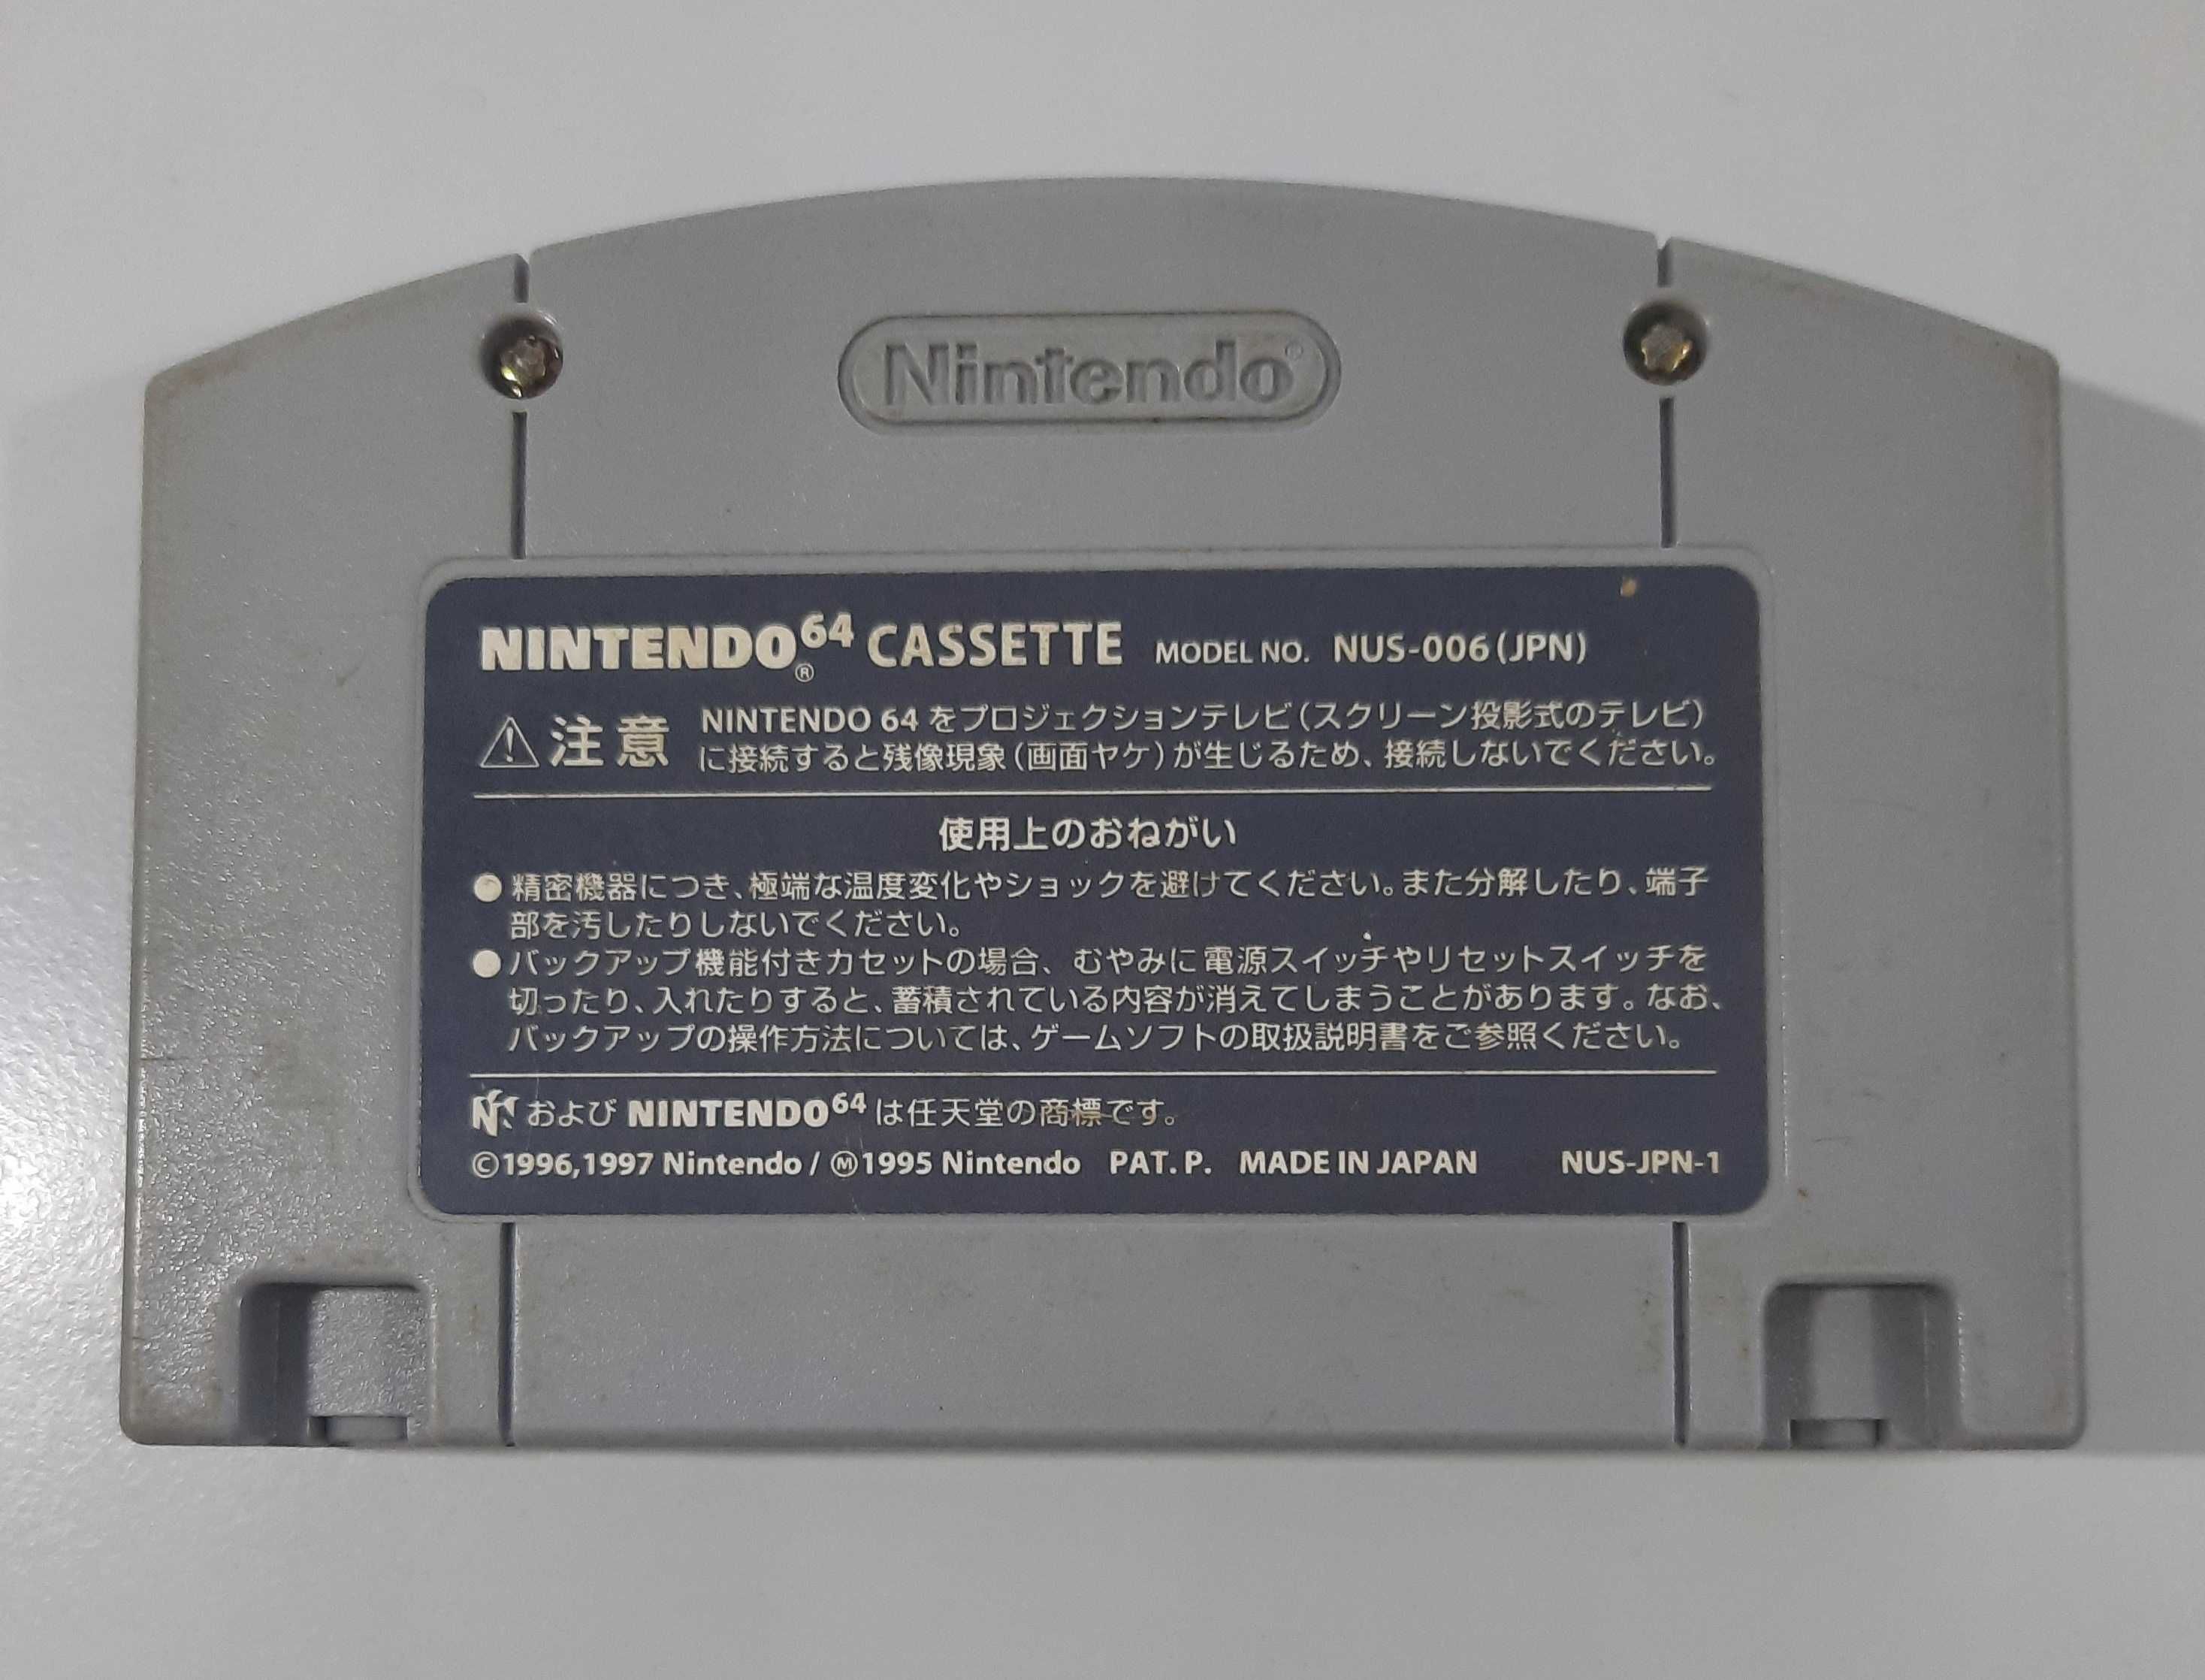 Nintendo®
NINTENDO64® CASSETTE MODEL NO. NUS-006(JPN)
⚠注意 NINTENDO 64 をプロジェクションテレビ(スクリーン投影式のテレビ)
に接続すると残像現象(画面ヤケ)が生じるため、接続しないでください。
使用上のおねがい
●精密機器につき、極端な温度変化やショックを避けてください。また分解したり、端子
部を汚したりしないでください。
●バックアップ機能付きカセットの場合、むやみに電源スイッチやリセットスイッチを
切ったり、入れたりすると、蓄積されている内容が消えてしまうことがあります。なお、
バックアップの操作方法については、ゲームソフトの取扱説明書をご参照ください。
および NINTENDO64 は任天堂の商標です。
©1996,1997 Nintendo / Ⓜ1995 Nintendo PAT. P. MADE IN JAPAN NUS-JPN-1